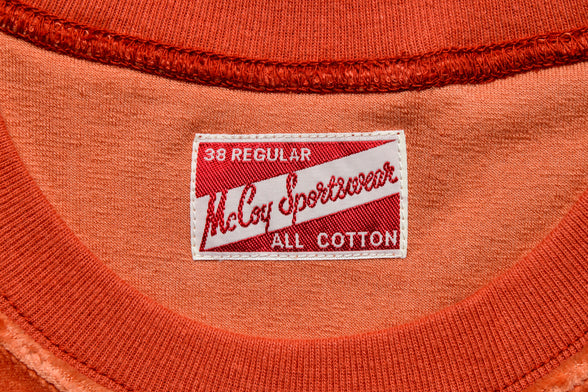 38 REGULAR
McCoy Sportswear
ALL COTTON